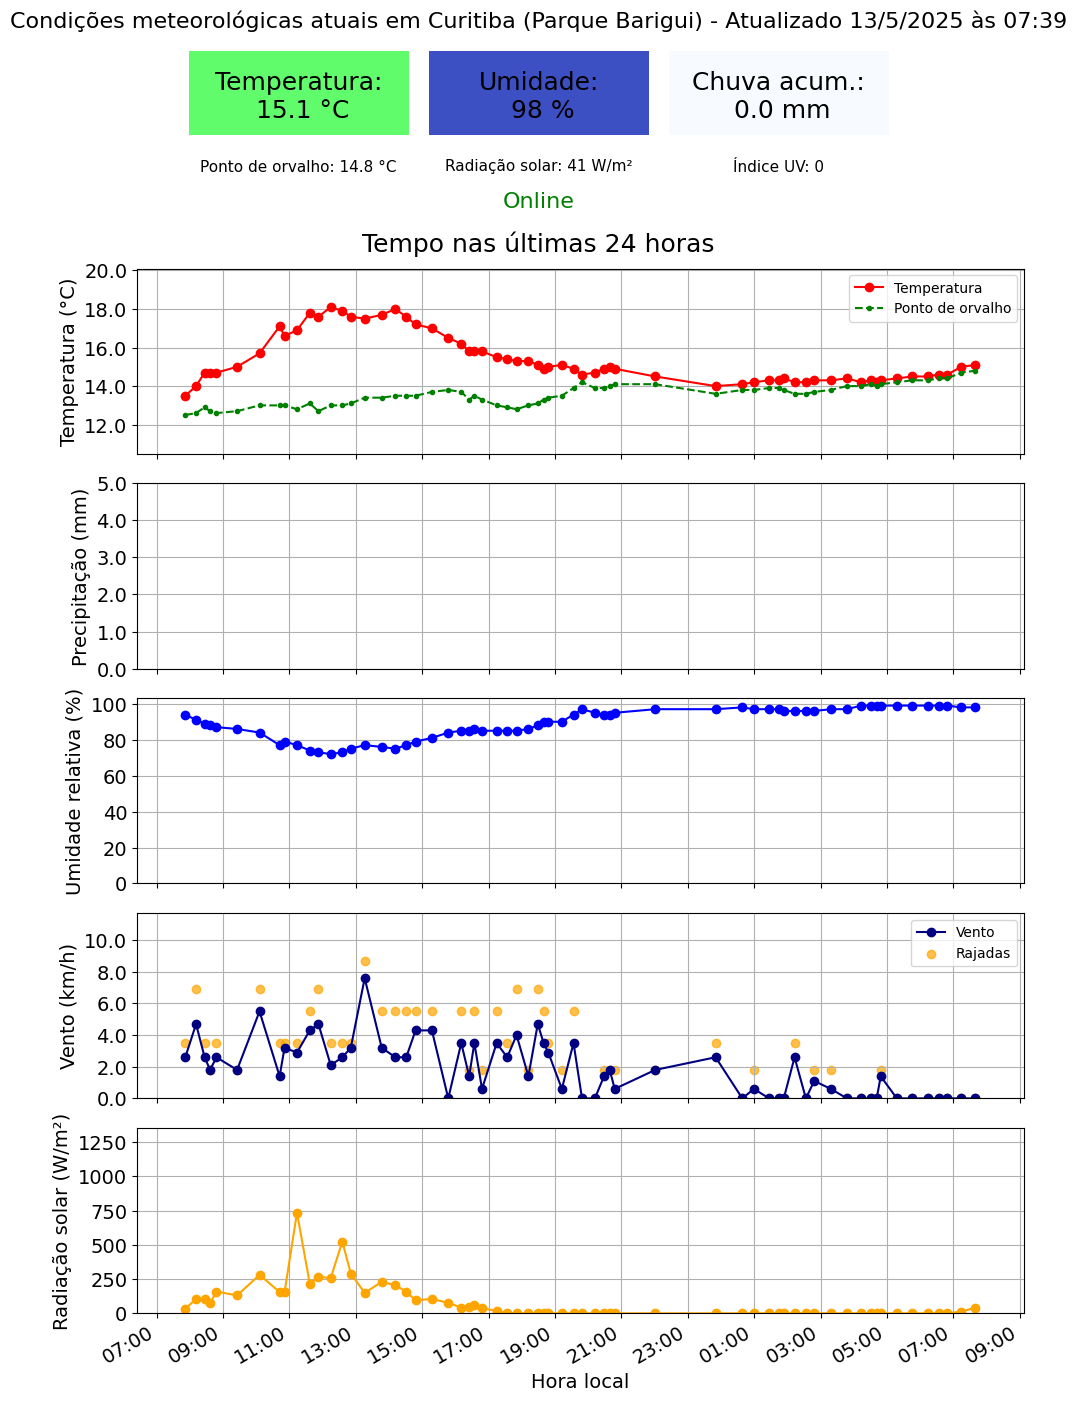 Condições meteorológicas atuais em Curitiba (Parque Barigui) - Atualizado 13/5/2025 às 07:39
Temperatura:
15.1 °C
Umidade:
98 %
Chuva acum.:
0.0 mm
Ponto de orvalho: 14.8 °C
Radiação solar: 41 W/m²
Índice UV: 0
Online
Tempo nas últimas 24 horas
Temperatura (°C)
20.0
18.0
16.0
14.0
12.0
Temperatura
Ponto de orvalho
Precipitação (mm)
5.0
4.0
3.0
2.0
1.0
0.0
Umidade relativa (%)
100
80
60
40
20
0
Vento (km/h)
10.0
8.0
6.0
4.0
2.0
0.0
Vento
Rajadas
Radiação solar (W/m²)
1250
1000
750
500
250
0
07:00
09:00
11:00
13:00
15:00
17:00
19:00
21:00
23:00
01:00
03:00
05:00
07:00
09:00
Hora local